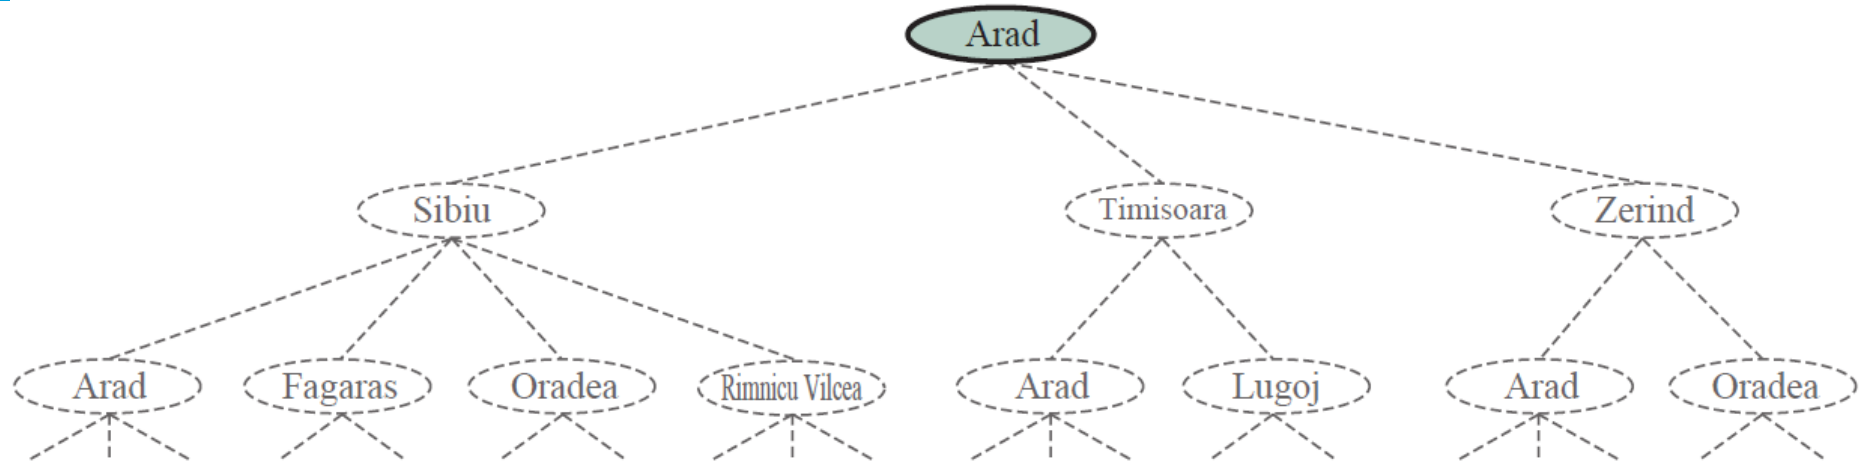 Arad
Sibiu
Timisoara
Zerind
Arad
Fagaras
Oradea
Rimnicu Vilcea
Arad
Lugoj
Arad
Oradea